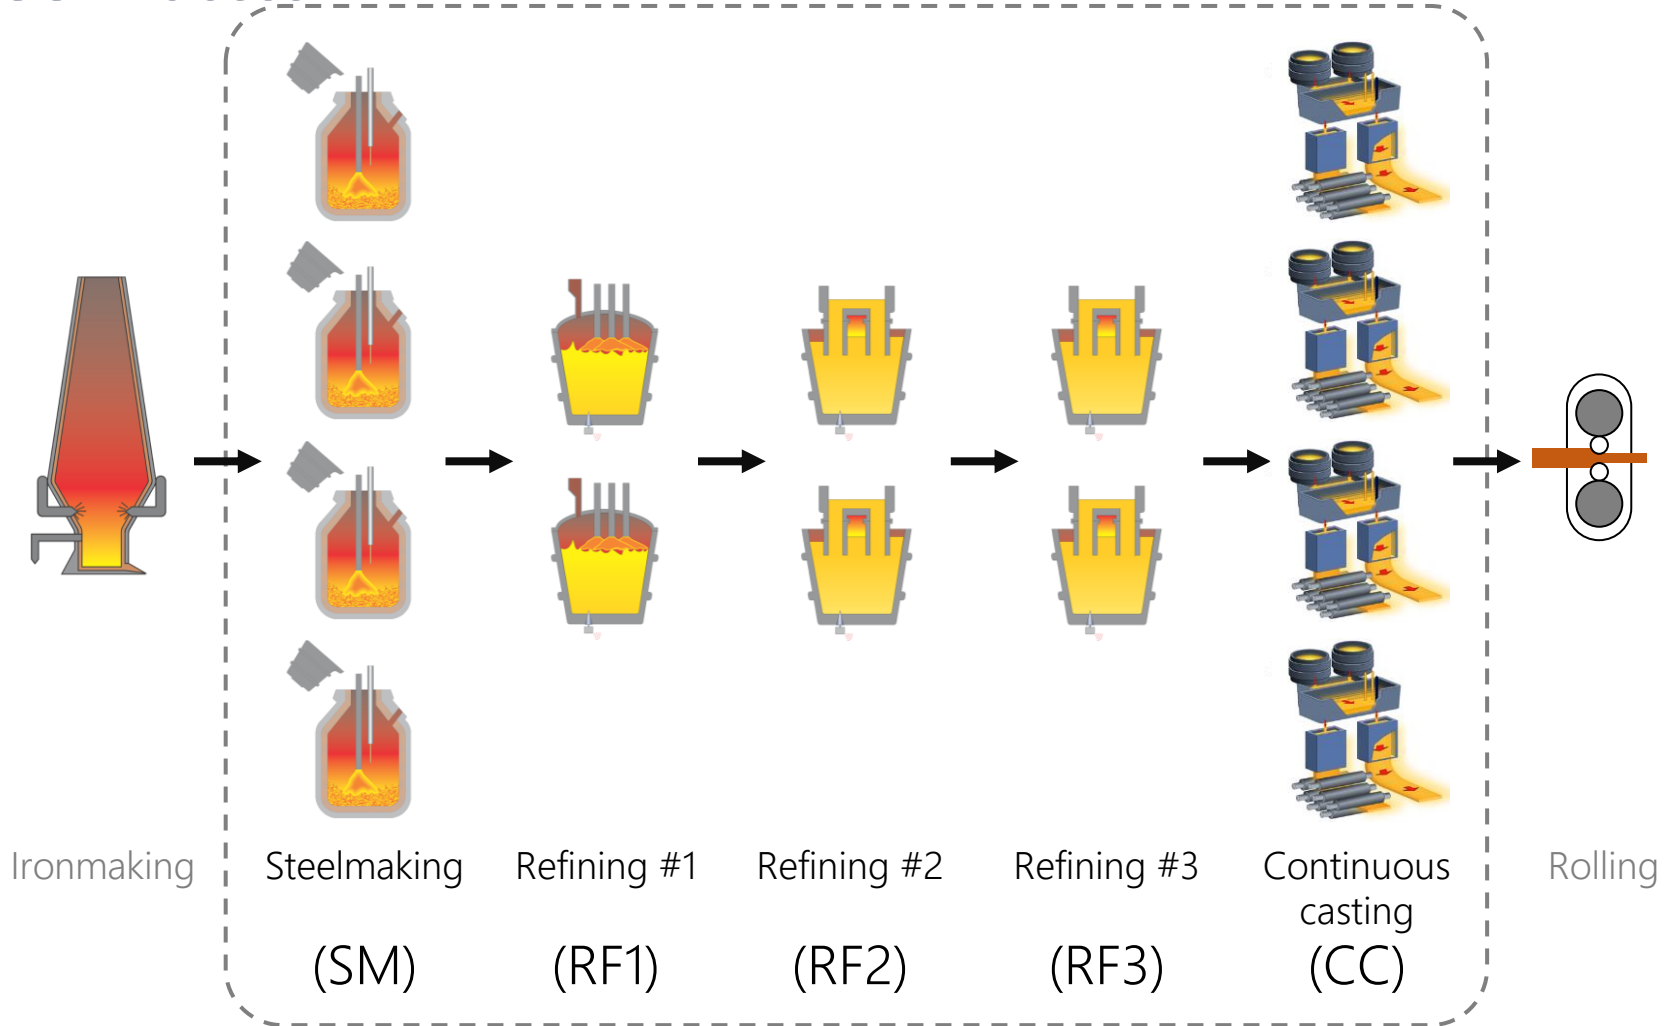 Ironmaking
Steelmaking
(SM)
Refining #1
(RF1)
Refining #2
(RF2)
Refining #3
(RF3)
Continuous
casting
(CC)
Rolling